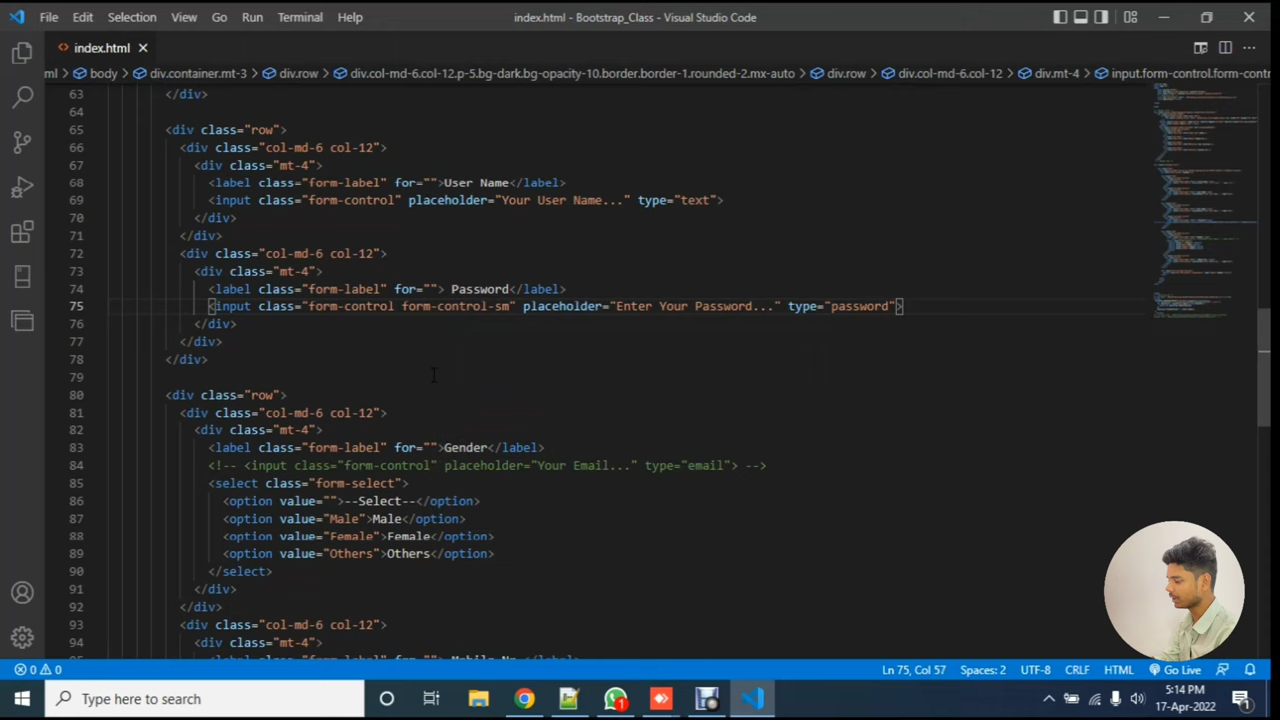 File Edit Selection View Go Run Terminal Help index.html - Bootstrap_Class - Visual Studio Code
<> index.html
ml > body > div.container.mt-3 > div.row > div.col-md-6.col-12.p-5.bg-dark.bg-opacity-10.border.border-1.rounded-2.mx-auto > div.row > div.col-md-6.col-12 > div.mt-4 > input.form-control.form-contr
63 </div>
64
65 <div class="row">
66 <div class="col-md-6 col-12">
67 <div class="mt-4">
68 <label class="form-label" for="">User Name</label>
69 <input class="form-control" placeholder="Your User Name..." type="text">
70 </div>
71 </div>
72 <div class="col-md-6 col-12">
73 <div class="mt-4">
74 <label class="form-label" for=""> Password</label>
75 <input class="form-control form-control-sm" placeholder="Enter Your Password..." type="password">
76 </div>
77 </div>
78 </div>
79
80 <div class="row">
81 <div class="col-md-6 col-12">
82 <div class="mt-4">
83 <label class="form-label" for="">Gender</label>
84 <!-- <input class="form-control" placeholder="Your Email..." type="email"> -->
85 <select class="form-select">
86 <option value="">--Select--</option>
87 <option value="Male">Male</option>
88 <option value="Female">Female</option>
89 <option value="Others">Others</option>
90 </select>
91 </div>
92 </div>
93 <div class="col-md-6 col-12">
94 <div class="mt-4">
<label class="form-label" for=""> Mobile No </label>
0 0 Ln 75, Col 57 Spaces: 2 UTF-8 CRLF HTML Go Live
Type here to search
1
5:14 PM
17-Apr-2022
1